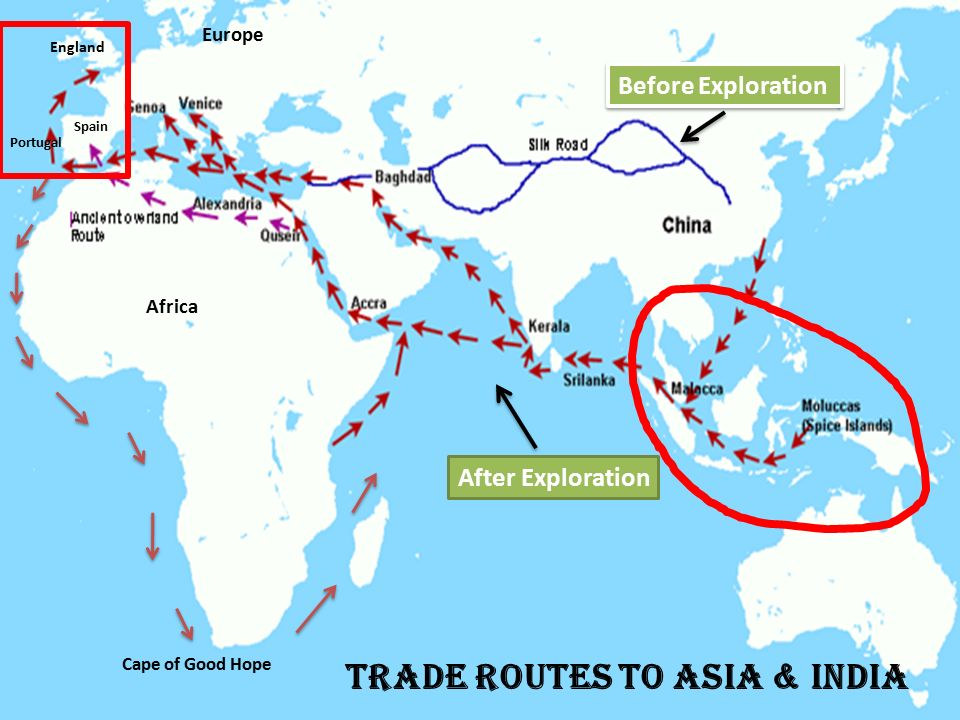 Europe
England
Before Exploration
Genoa
Venice
Spain
Portugal
Silk Road
Baghdad
Alexandria
Ancient overland
Route
Quseir
China
Africa
Accra
Kerala
Srilanka
Malacca
Moluccas
(Spice Islands)
After Exploration
Cape of Good Hope
TRADE ROUTES TO ASIA & INDIA